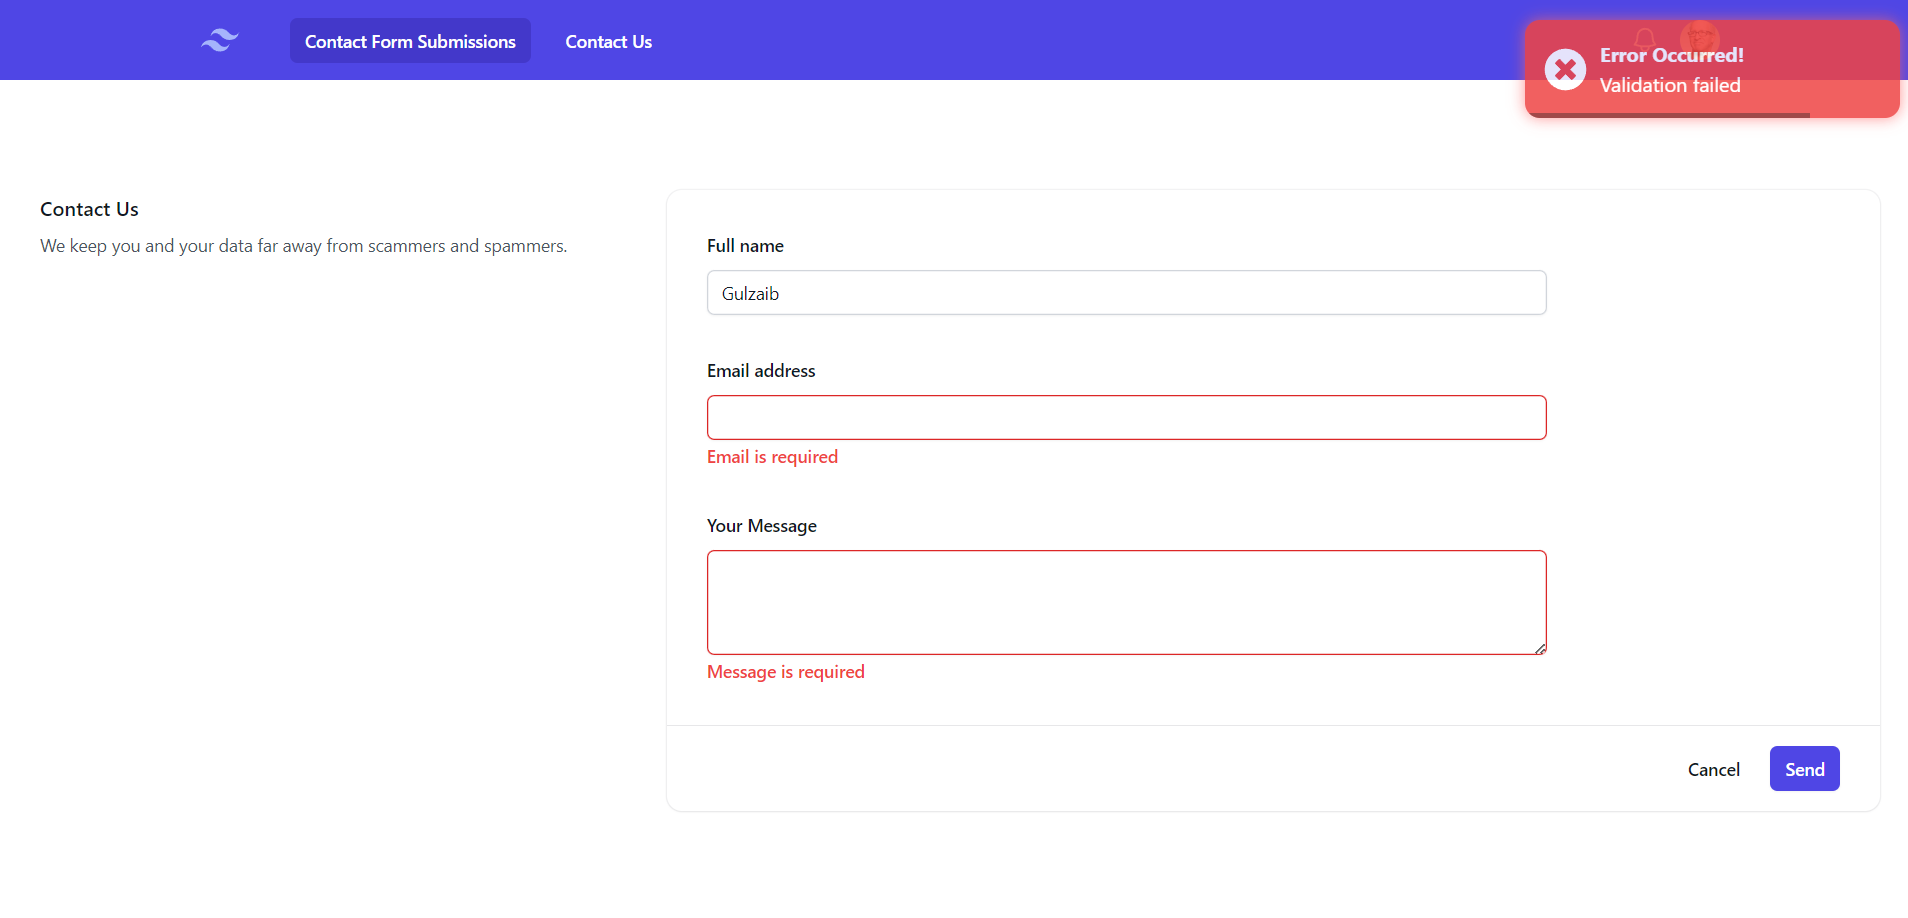 Contact Form Submissions
Contact Us
Error Occurred!
Validation failed
Contact Us
We keep you and your data far away from scammers and spammers.
Full name
Gulzaib
Email address
Email is required
Your Message
Message is required
Cancel
Send